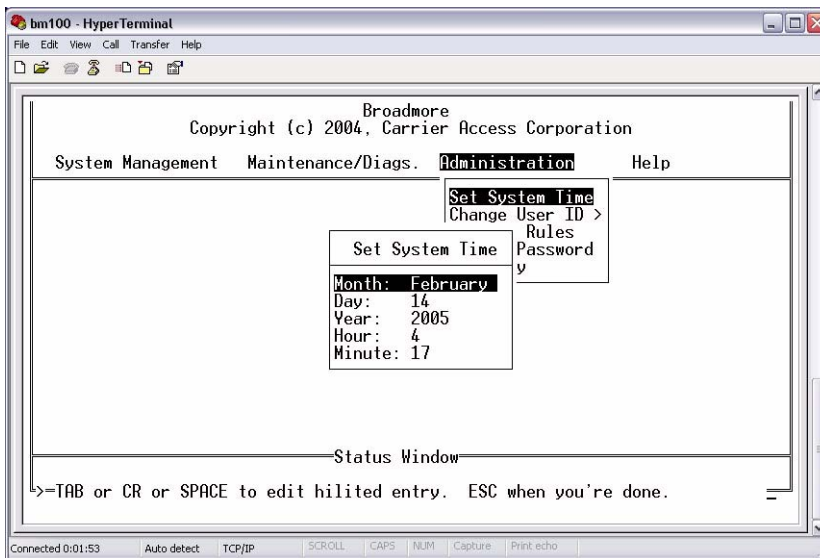 bm100 - HyperTerminal
File Edit View Call Transfer Help
Broadmore
Copyright (c) 2004, Carrier Access Corporation
System Management Maintenance/Diags. Administration Help
Set System Time
Change User ID >
Rules
Password
y
Set System Time
Month: February
Day: 14
Year: 2005
Hour: 4
Minute: 17
Status Window
>=TAB or CR or SPACE to edit hilited entry. ESC when you're done.
Connected 0:01:53 Auto detect TCP/IP SCROLL CAPS NUM Capture Print echo